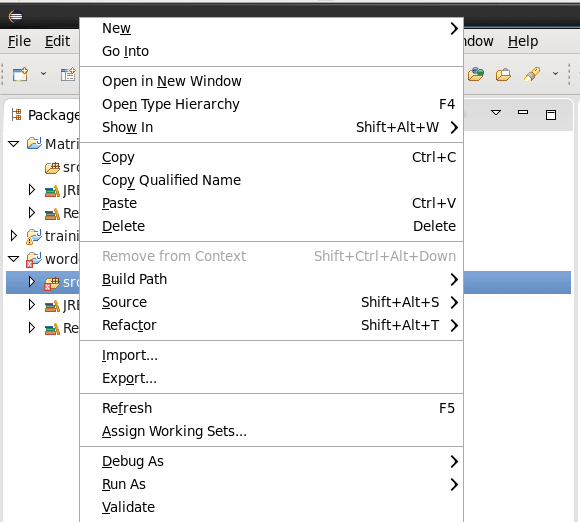 New
File Edit ndow Help
Go Into
Open in New Window
Open Type Hierarchy F4
Package
Show In Shift+Alt+W
Matri
Copy Ctrl+C
src
Copy Qualified Name
JRE
Paste Ctrl+V
Re
Delete Delete
traini
Remove from Context Shift+Ctrl+Alt+Down
word
Build Path
src
Source Shift+Alt+S
JRE
Refactor Shift+Alt+T
Re
Import...
Export...
Refresh F5
Assign Working Sets...
Debug As
Run As
Validate